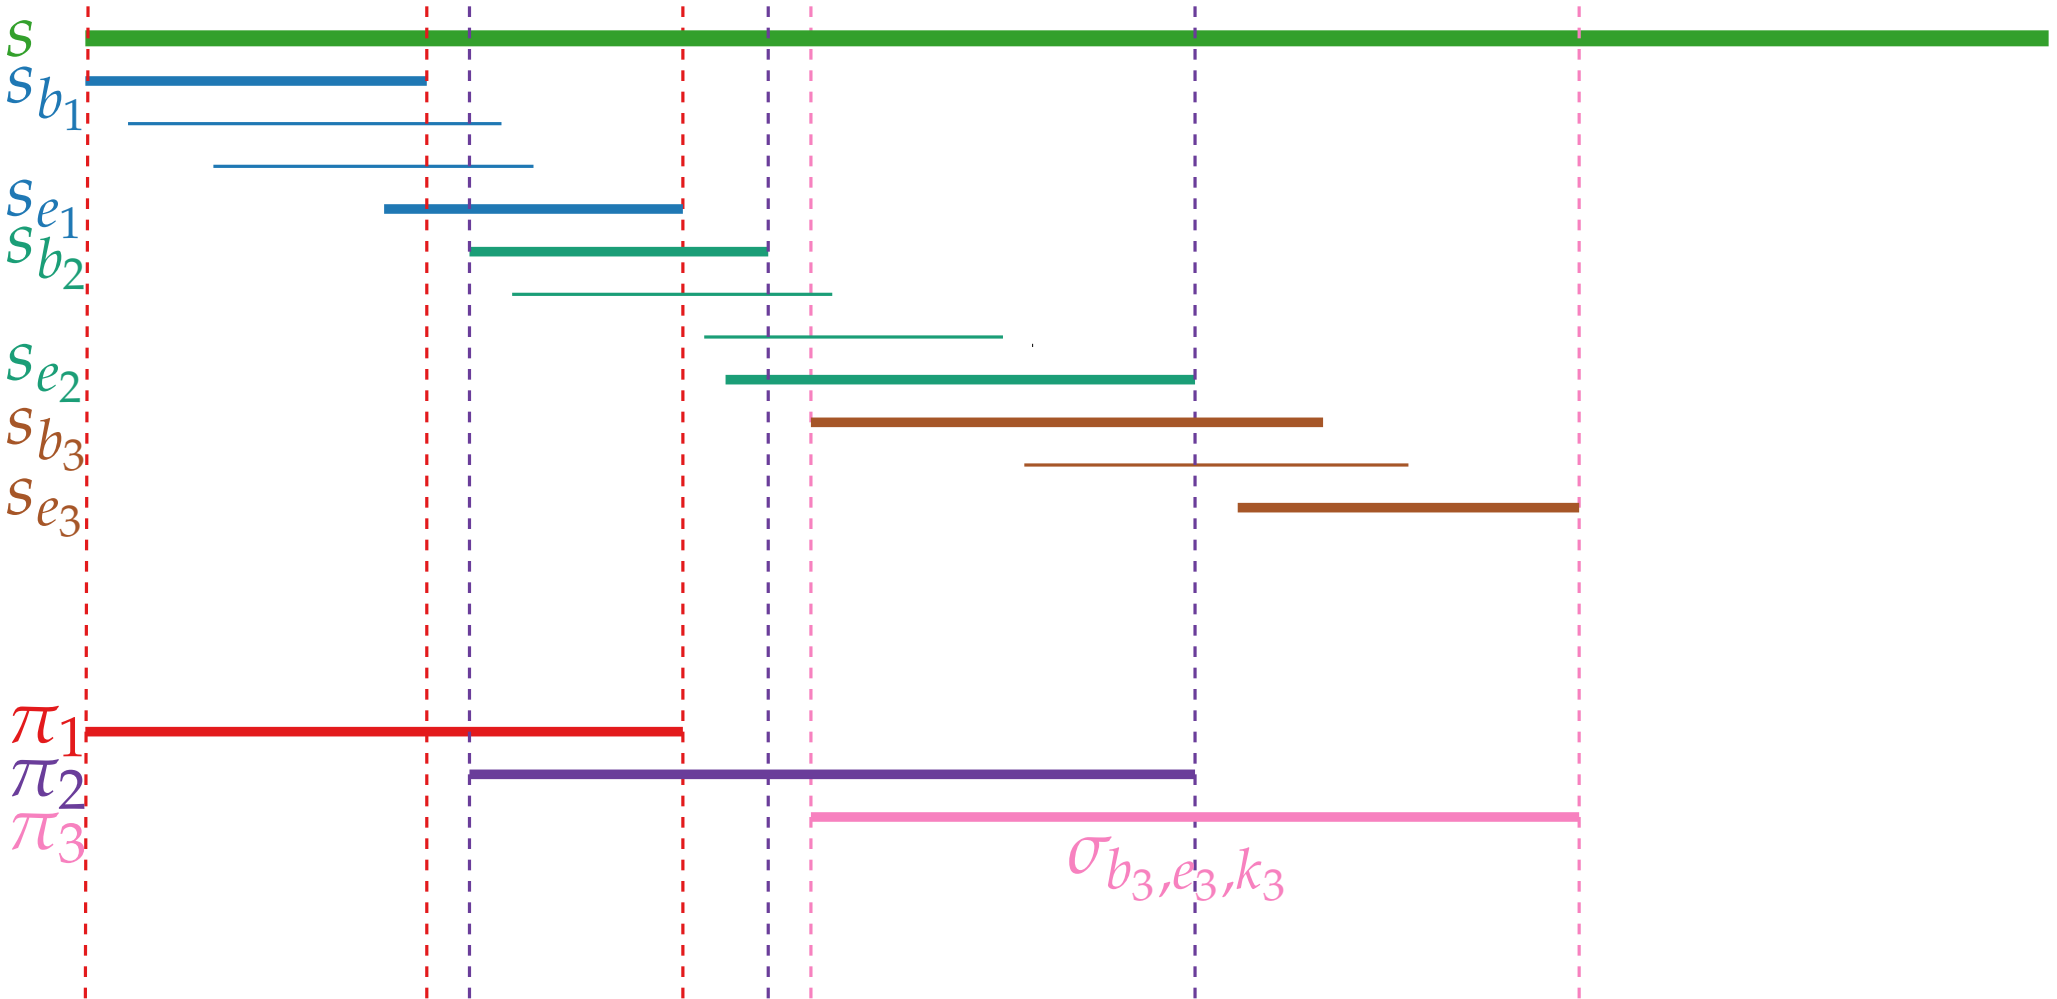 s
s_{b_1}
s_{e_1}
s_{b_2}
s_{e_2}
s_{b_3}
s_{e_3}
π_1
π_2
π_3
σ_{b_3,e_3,k_3}